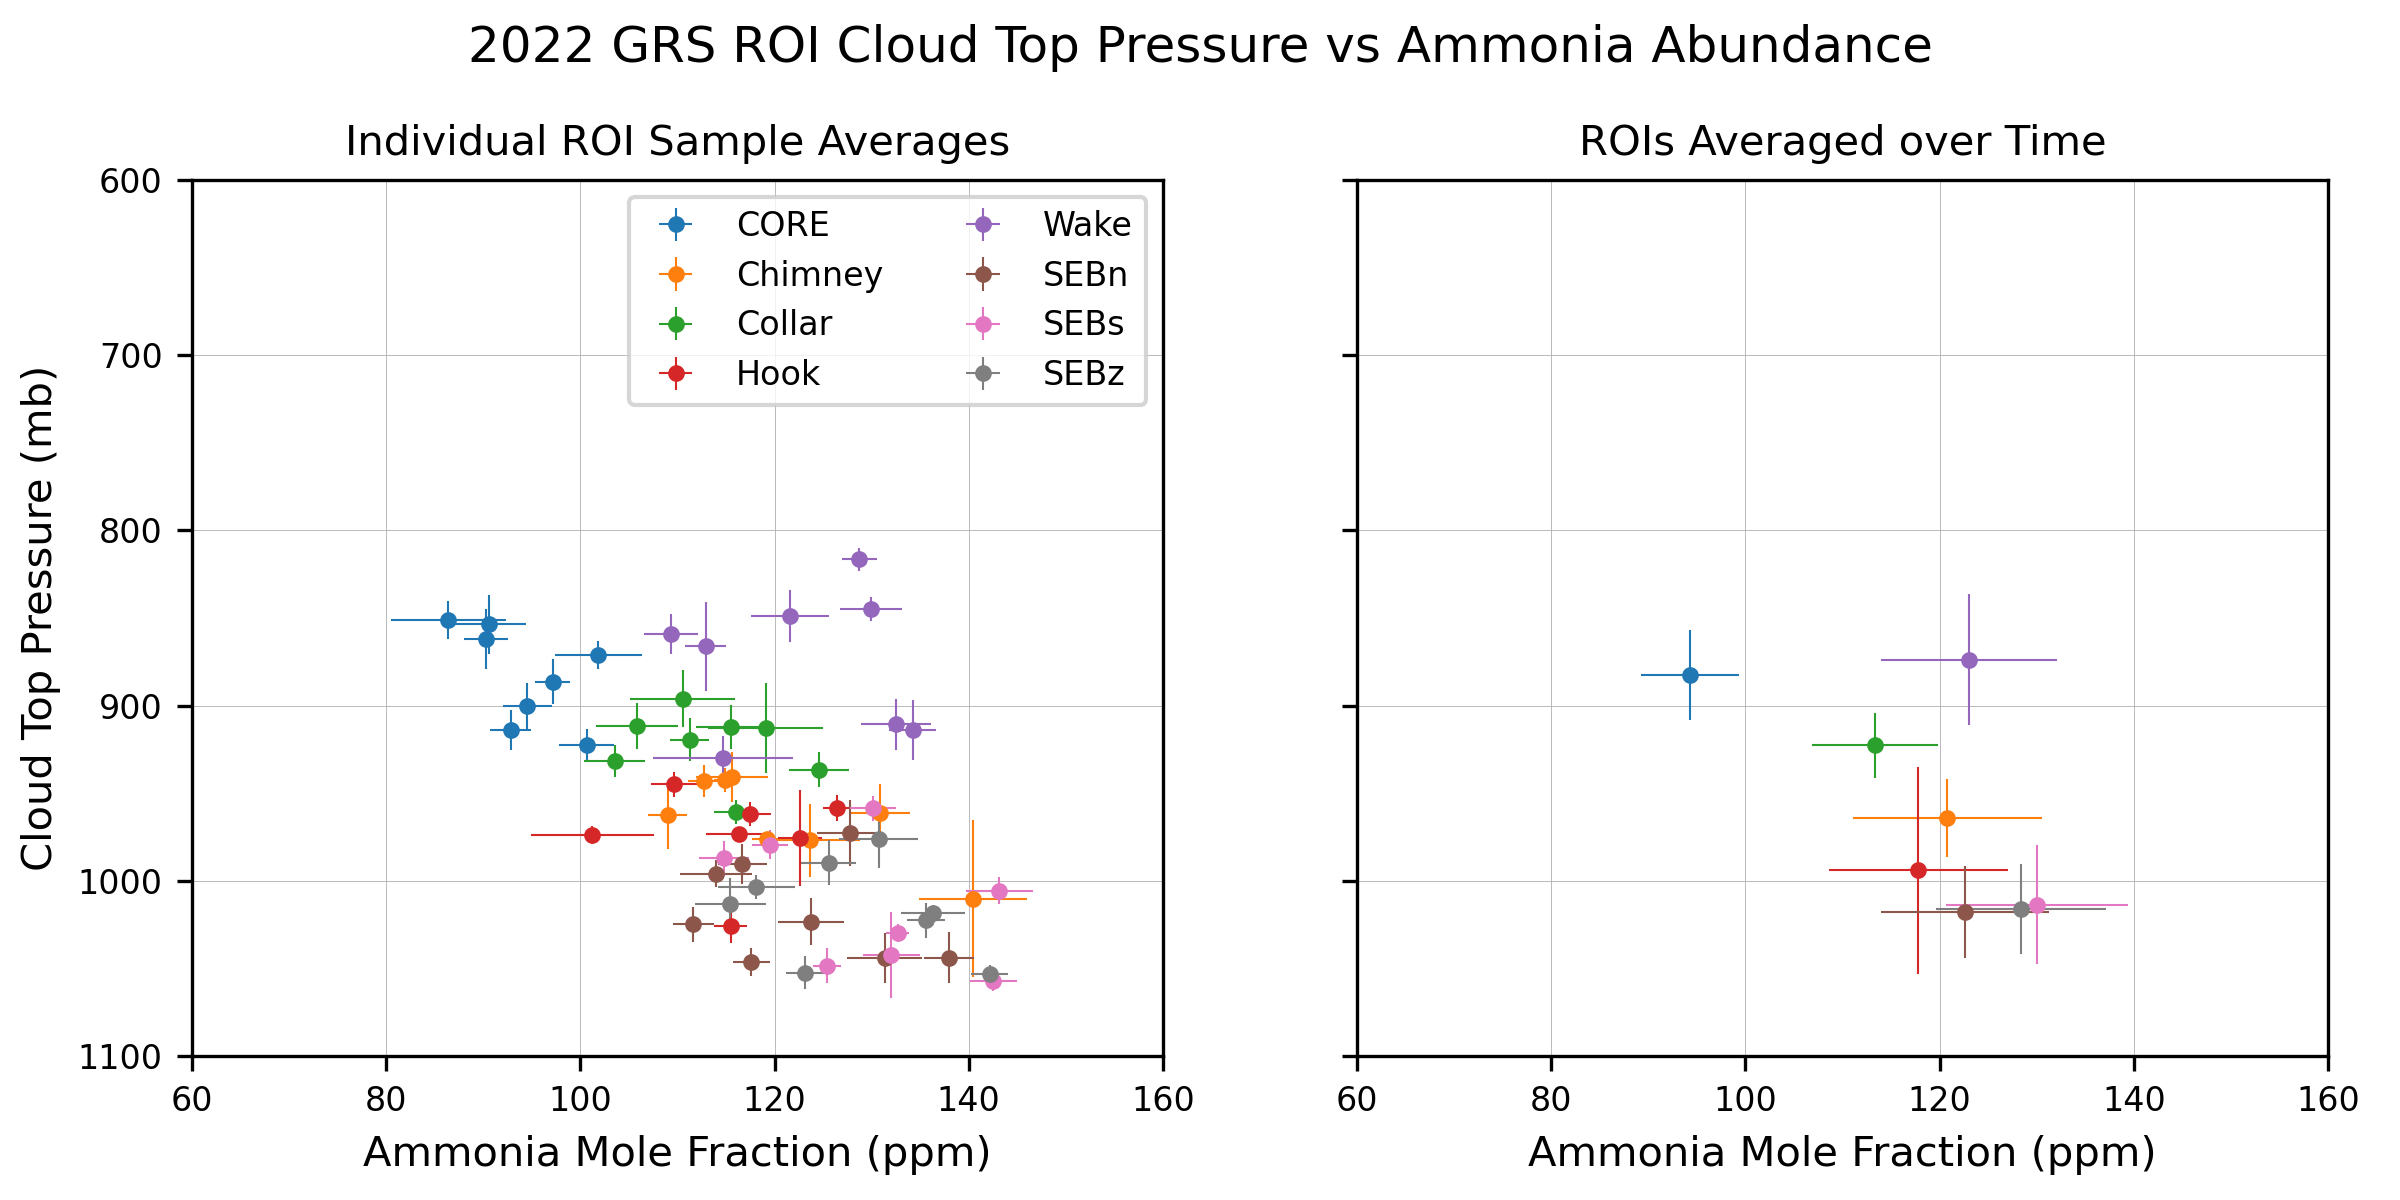 2022 GRS ROI Cloud Top Pressure vs Ammonia Abundance
Individual ROI Sample Averages
ROIs Averaged over Time
600
700
800
900
1000
1100
Cloud Top Pressure (mb)
CORE
Chimney
Collar
Hook
Wake
SEBn
SEBs
SEBz
60 80 100 120 140 160
60 80 100 120 140 160
Ammonia Mole Fraction (ppm)
Ammonia Mole Fraction (ppm)